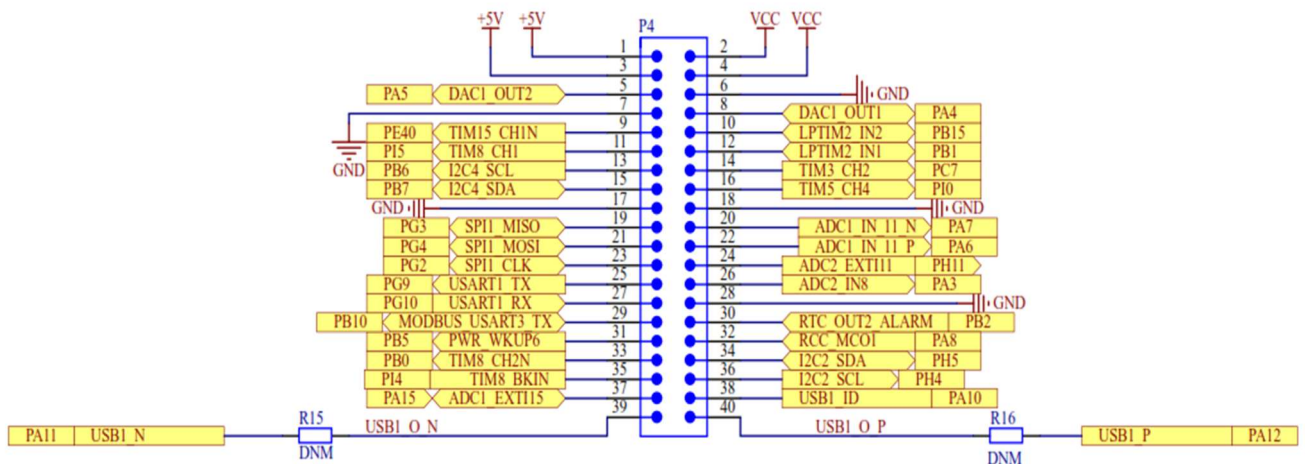 +5V +5V P4 VCC VCC
1 2
3 4
PA5 DAC1_OUT2 5 6 GND
7 8 DAC1_OUT1 PA4
PE40 TIM15_CH1N 9 10 LPTIM2_IN2 PB15
PI5 TIM8_CH1 11 12 LPTIM2_IN1 PB1
GND PB6 I2C4_SCL 13 14 TIM3_CH2 PC7
PB7 I2C4_SDA 15 16 TIM5_CH4 PI0
GND 17 18 GND
PG3 SPI1_MISO 19 20 ADC1_IN_11_N PA7
PG4 SPI1_MOSI 21 22 ADC1_IN_11_P PA6
PG2 SPI1_CLK 23 24 ADC2_EXTI11 PH11
PG9 USART1_TX 25 26 ADC2_IN8 PA3
PG10 USART1_RX 27 28 GND
PB10 MODBUS_USART3_TX 29 30 RTC_OUT2_ALARM PB2
PB5 PWR_WKUP6 31 32 RCC_MCO1 PA8
PB0 TIM8_CH2N 33 34 I2C2_SDA PH5
PI4 TIM8_BKIN 35 36 I2C2_SCL PH4
PA15 ADC1_EXTI15 37 38 USB1_ID PA10
R15 39 40 R16
PA11 USB1_N USB1_O_N USB1_O_P USB1_P PA12
DNM DNM